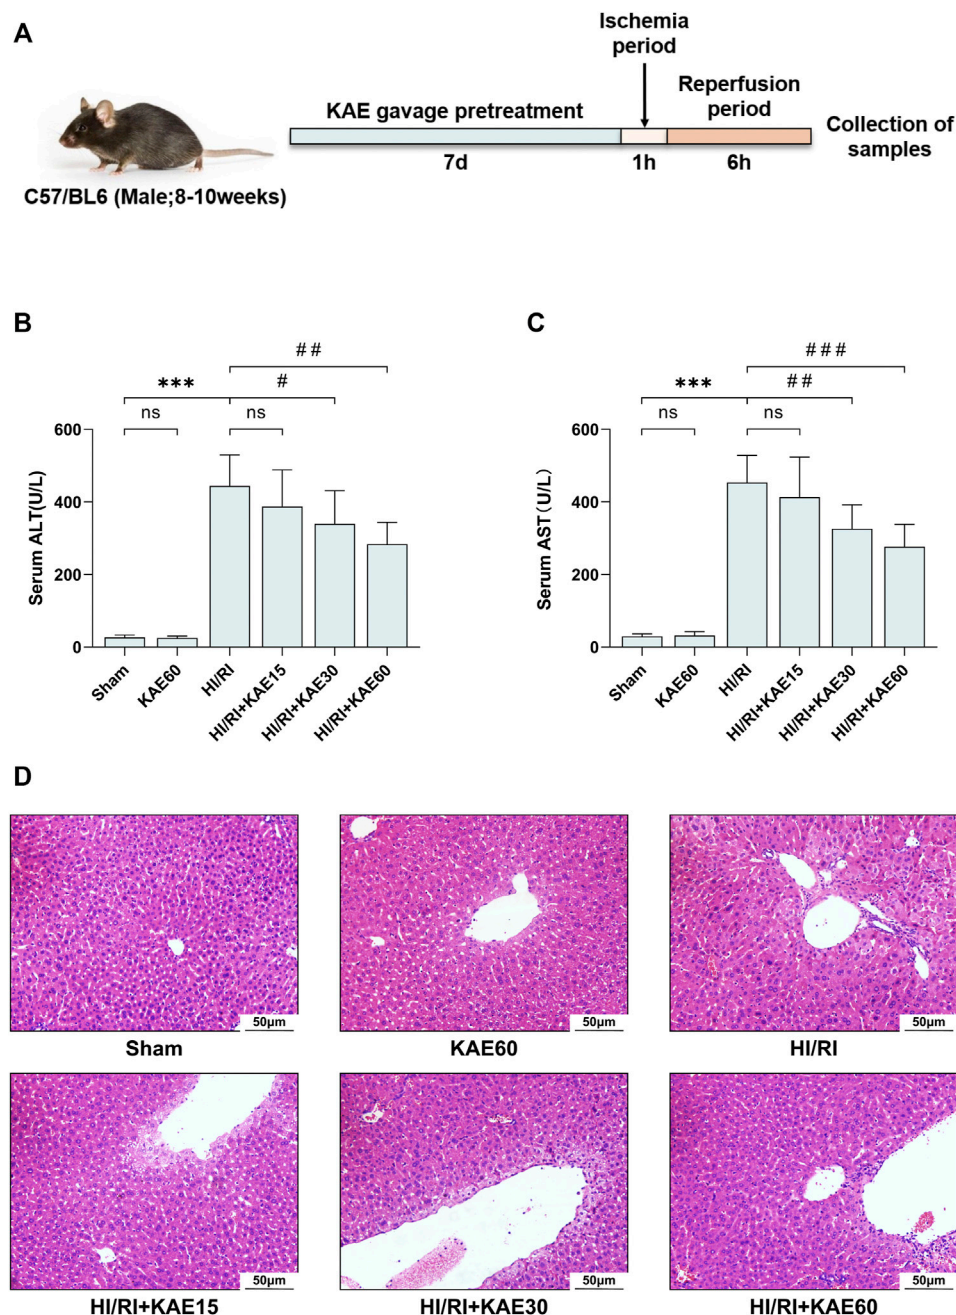 A
Ischemia
period
KAE gavage pretreatment
Reperfusion
period
Collection of
samples
7d
1h
6h
C57/BL6 (Male;8-10weeks)
B
##
*** #
ns ns
Serum ALT(U/L)
600
400
200
0
Sham
KAE60
HI/RI
HI/RI+KAE15
HI/RI+KAE30
HI/RI+KAE60
C
###
*** ##
ns ns
Serum AST(U/L)
600
400
200
0
Sham
KAE60
HI/RI
HI/RI+KAE15
HI/RI+KAE30
HI/RI+KAE60
D
50μm
Sham
50μm
KAE60
50μm
HI/RI
50μm
HI/RI+KAE15
50μm
HI/RI+KAE30
50μm
HI/RI+KAE60